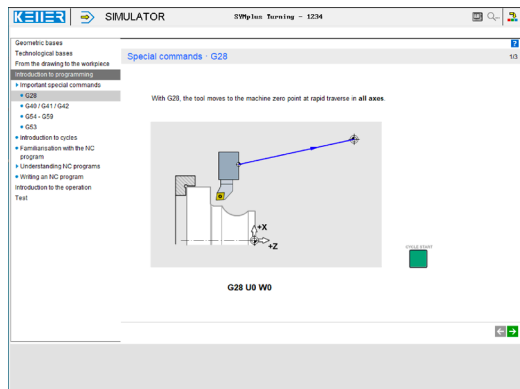 KELLER SIMULATOR SYMplus Turning - 1234
Geometric bases
Technological bases
From the drawing to the workpiece
Introduction to programming
Important special commands
G28
G40 / G41 / G42
G54 - G59
G53
Introduction to cycles
Familiarisation with the NC
program
Understanding NC programs
Writing an NC program
Introduction to the operation
Text
Special commands · G28
?
1/3
With G28, the tool moves to the machine zero point at rapid traverse in all axes.
+X
+Z
CYCLE START
G28 U0 W0